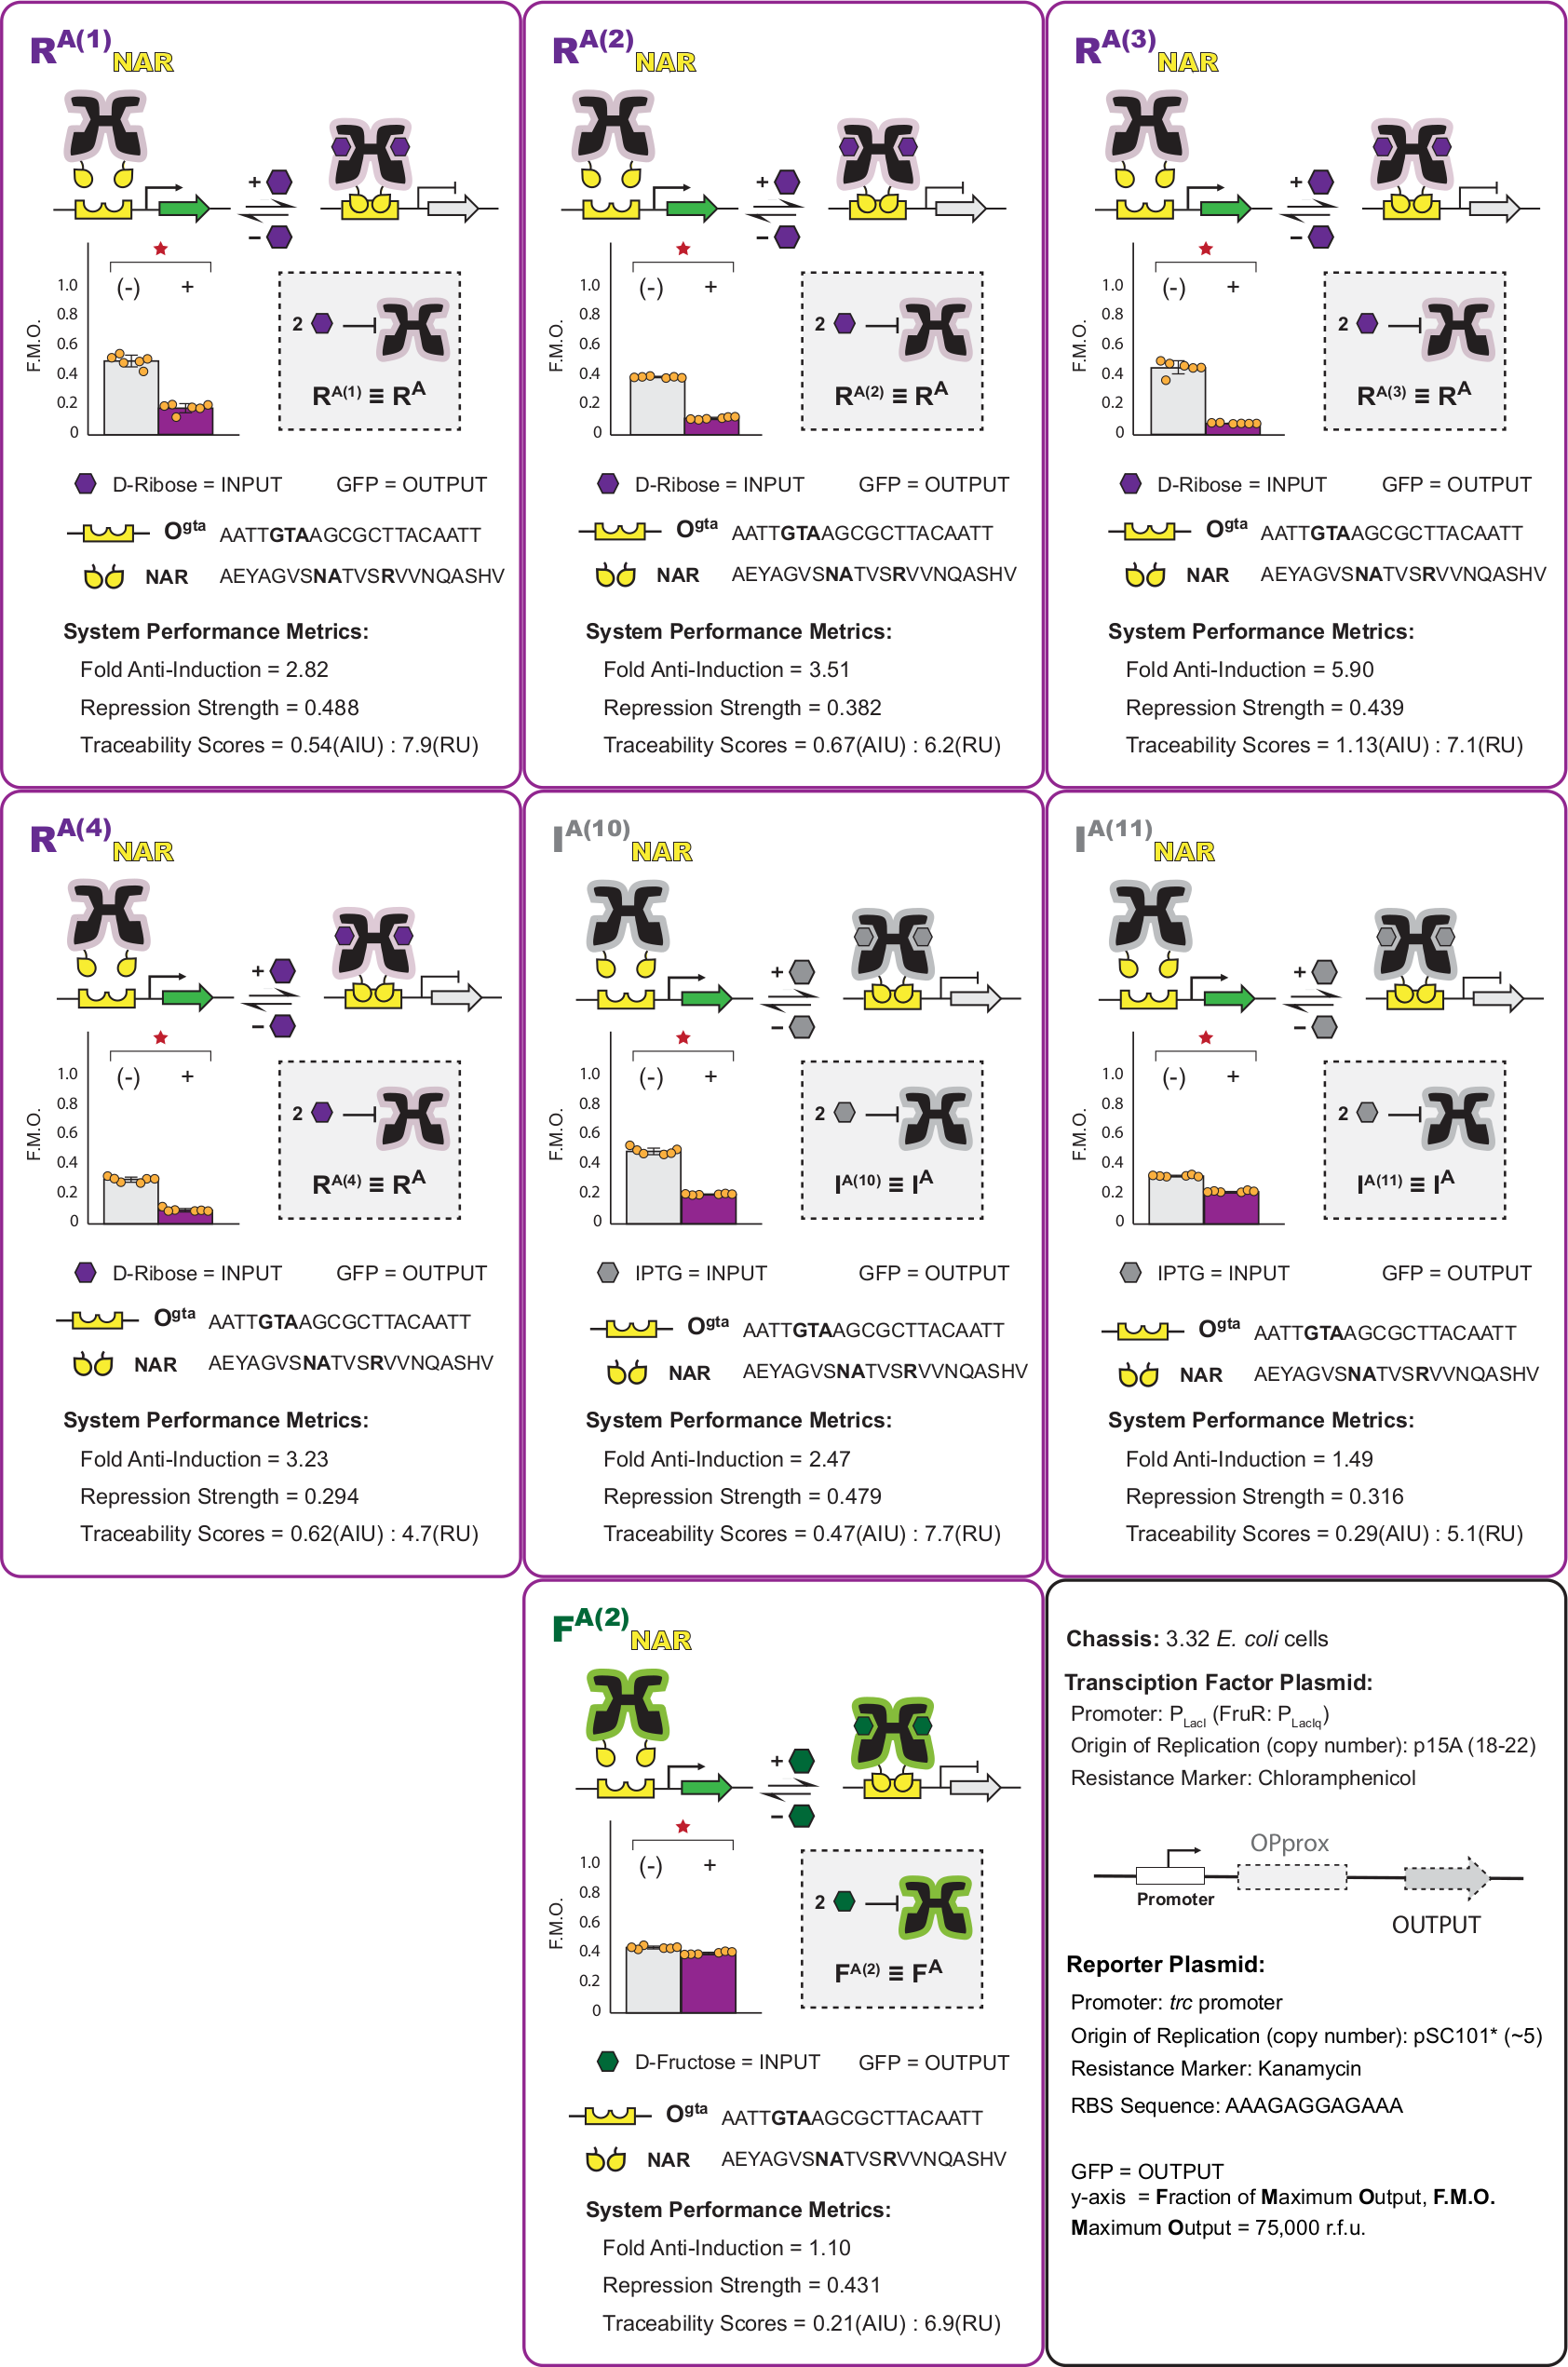 R^A(1) NAR
+
−
(-) +
1.0
0.8
0.6
0.4
0.2
0
F.M.O.
2
R^A(1) ≡ R^A
D-Ribose = INPUT GFP = OUTPUT
O^gta AATTGTAAGCGCTTACAATT
NAR AEYAGVSNATVSRVVNQASHV
System Performance Metrics:
Fold Anti-Induction = 2.82
Repression Strength = 0.488
Traceability Scores = 0.54(AIU) : 7.9(RU)
R^A(2) NAR
+
−
(-) +
1.0
0.8
0.6
0.4
0.2
0
F.M.O.
2
R^A(2) ≡ R^A
D-Ribose = INPUT GFP = OUTPUT
O^gta AATTGTAAGCGCTTACAATT
NAR AEYAGVSNATVSRVVNQASHV
System Performance Metrics:
Fold Anti-Induction = 3.51
Repression Strength = 0.382
Traceability Scores = 0.67(AIU) : 6.2(RU)
R^A(3) NAR
+
−
(-) +
1.0
0.8
0.6
0.4
0.2
0
F.M.O.
2
R^A(3) ≡ R^A
D-Ribose = INPUT GFP = OUTPUT
O^gta AATTGTAAGCGCTTACAATT
NAR AEYAGVSNATVSRVVNQASHV
System Performance Metrics:
Fold Anti-Induction = 5.90
Repression Strength = 0.439
Traceability Scores = 1.13(AIU) : 7.1(RU)
R^A(4) NAR
+
−
(-) +
1.0
0.8
0.6
0.4
0.2
0
F.M.O.
2
R^A(4) ≡ R^A
D-Ribose = INPUT GFP = OUTPUT
O^gta AATTGTAAGCGCTTACAATT
NAR AEYAGVSNATVSRVVNQASHV
System Performance Metrics:
Fold Anti-Induction = 3.23
Repression Strength = 0.294
Traceability Scores = 0.62(AIU) : 4.7(RU)
I^A(10) NAR
+
−
(-) +
1.0
0.8
0.6
0.4
0.2
0
F.M.O.
2
I^A(10) ≡ I^A
IPTG = INPUT GFP = OUTPUT
O^gta AATTGTAAGCGCTTACAATT
NAR AEYAGVSNATVSRVVNQASHV
System Performance Metrics:
Fold Anti-Induction = 2.47
Repression Strength = 0.479
Traceability Scores = 0.47(AIU) : 7.7(RU)
I^A(11) NAR
+
−
(-) +
1.0
0.8
0.6
0.4
0.2
0
F.M.O.
2
I^A(11) ≡ I^A
IPTG = INPUT GFP = OUTPUT
O^gta AATTGTAAGCGCTTACAATT
NAR AEYAGVSNATVSRVVNQASHV
System Performance Metrics:
Fold Anti-Induction = 1.49
Repression Strength = 0.316
Traceability Scores = 0.29(AIU) : 5.1(RU)
F^A(2) NAR
+
−
(-) +
1.0
0.8
0.6
0.4
0.2
0
F.M.O.
2
F^A(2) ≡ F^A
D-Fructose = INPUT GFP = OUTPUT
O^gta AATTGTAAGCGCTTACAATT
NAR AEYAGVSNATVSRVVNQASHV
System Performance Metrics:
Fold Anti-Induction = 1.10
Repression Strength = 0.431
Traceability Scores = 0.21(AIU) : 6.9(RU)
Chassis: 3.32 E. coli cells
Transciption Factor Plasmid:
Promoter: P_LacI (FruR: P_LacIq)
Origin of Replication (copy number): p15A (18-22)
Resistance Marker: Chloramphenicol
OPprox
Promoter
OUTPUT
Reporter Plasmid:
Promoter: trc promoter
Origin of Replication (copy number): pSC101* (~5)
Resistance Marker: Kanamycin
RBS Sequence: AAAGAGGAGAAA
GFP = OUTPUT
y-axis = Fraction of Maximum Output, F.M.O.
Maximum Output = 75,000 r.f.u.